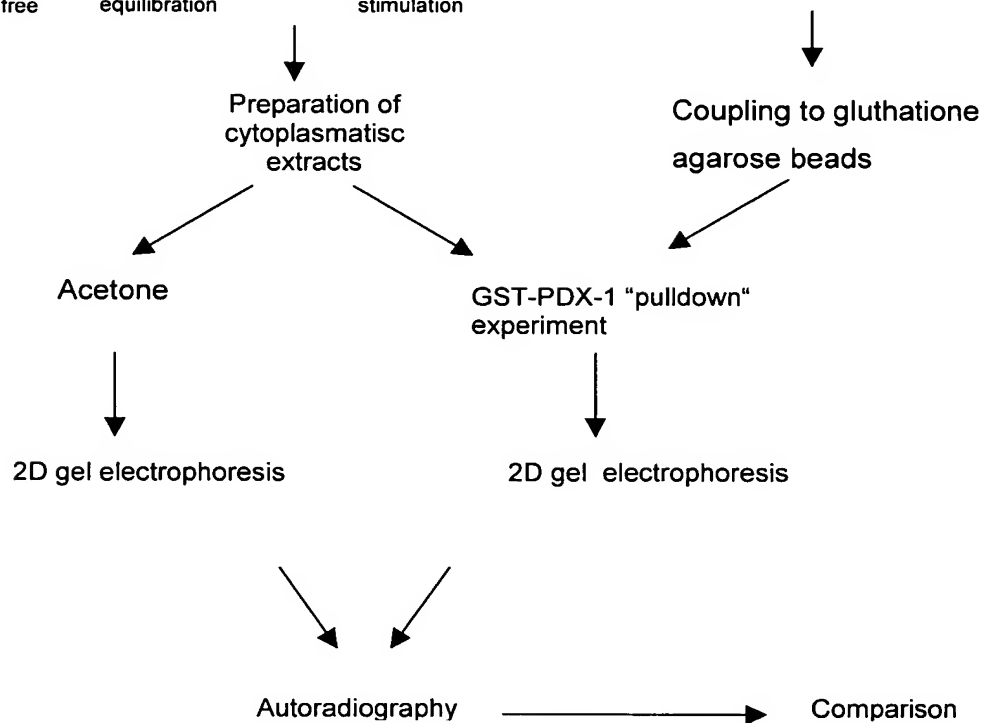 free equilibration stimulation
Preparation of
cytoplasmatisc
extracts
Coupling to gluthatione
agarose beads
Acetone
GST-PDX-1 "pulldown"
experiment
2D gel electrophoresis
2D gel electrophoresis
Autoradiography
Comparison